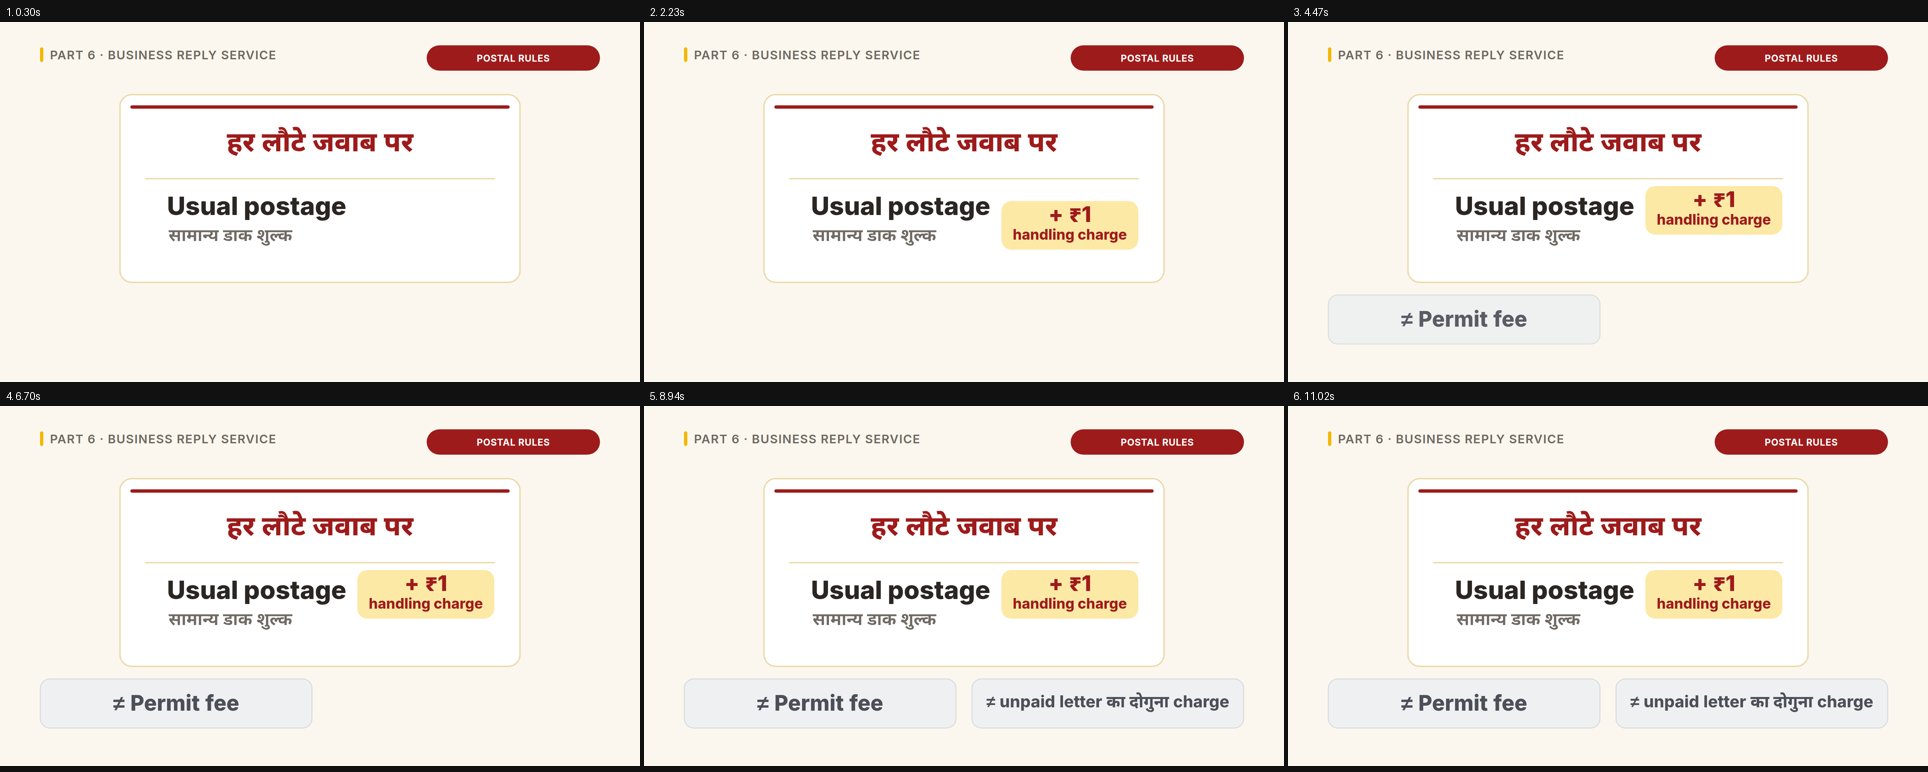 1. 0.30s
PART 6 · BUSINESS REPLY SERVICE
POSTAL RULES
हर लौटे जवाब पर
Usual postage
सामान्य डाक शुल्क
2. 2.23s
PART 6 · BUSINESS REPLY SERVICE
POSTAL RULES
हर लौटे जवाब पर
Usual postage
सामान्य डाक शुल्क
+ ₹1
handling charge
3. 4.47s
PART 6 · BUSINESS REPLY SERVICE
POSTAL RULES
हर लौटे जवाब पर
Usual postage
सामान्य डाक शुल्क
+ ₹1
handling charge
≠ Permit fee
4. 6.70s
PART 6 · BUSINESS REPLY SERVICE
POSTAL RULES
हर लौटे जवाब पर
Usual postage
सामान्य डाक शुल्क
+ ₹1
handling charge
≠ Permit fee
5. 8.94s
PART 6 · BUSINESS REPLY SERVICE
POSTAL RULES
हर लौटे जवाब पर
Usual postage
सामान्य डाक शुल्क
+ ₹1
handling charge
≠ Permit fee
≠ unpaid letter का दोगुना charge
6. 11.02s
PART 6 · BUSINESS REPLY SERVICE
POSTAL RULES
हर लौटे जवाब पर
Usual postage
सामान्य डाक शुल्क
+ ₹1
handling charge
≠ Permit fee
≠ unpaid letter का दोगुना charge